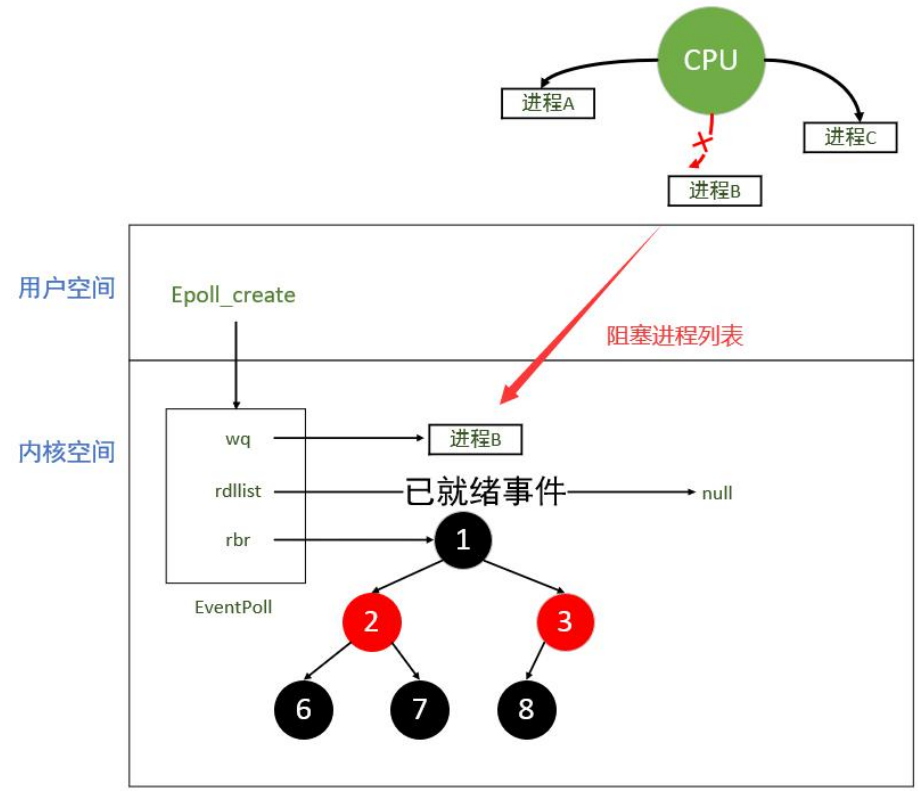 CPU
进程A
进程C
进程B
用户空间
Epoll_create
阻塞进程列表
内核空间
wq
进程B
rdllist
已就绪事件
null
rbr
1
EventPoll
2
3
6
7
8